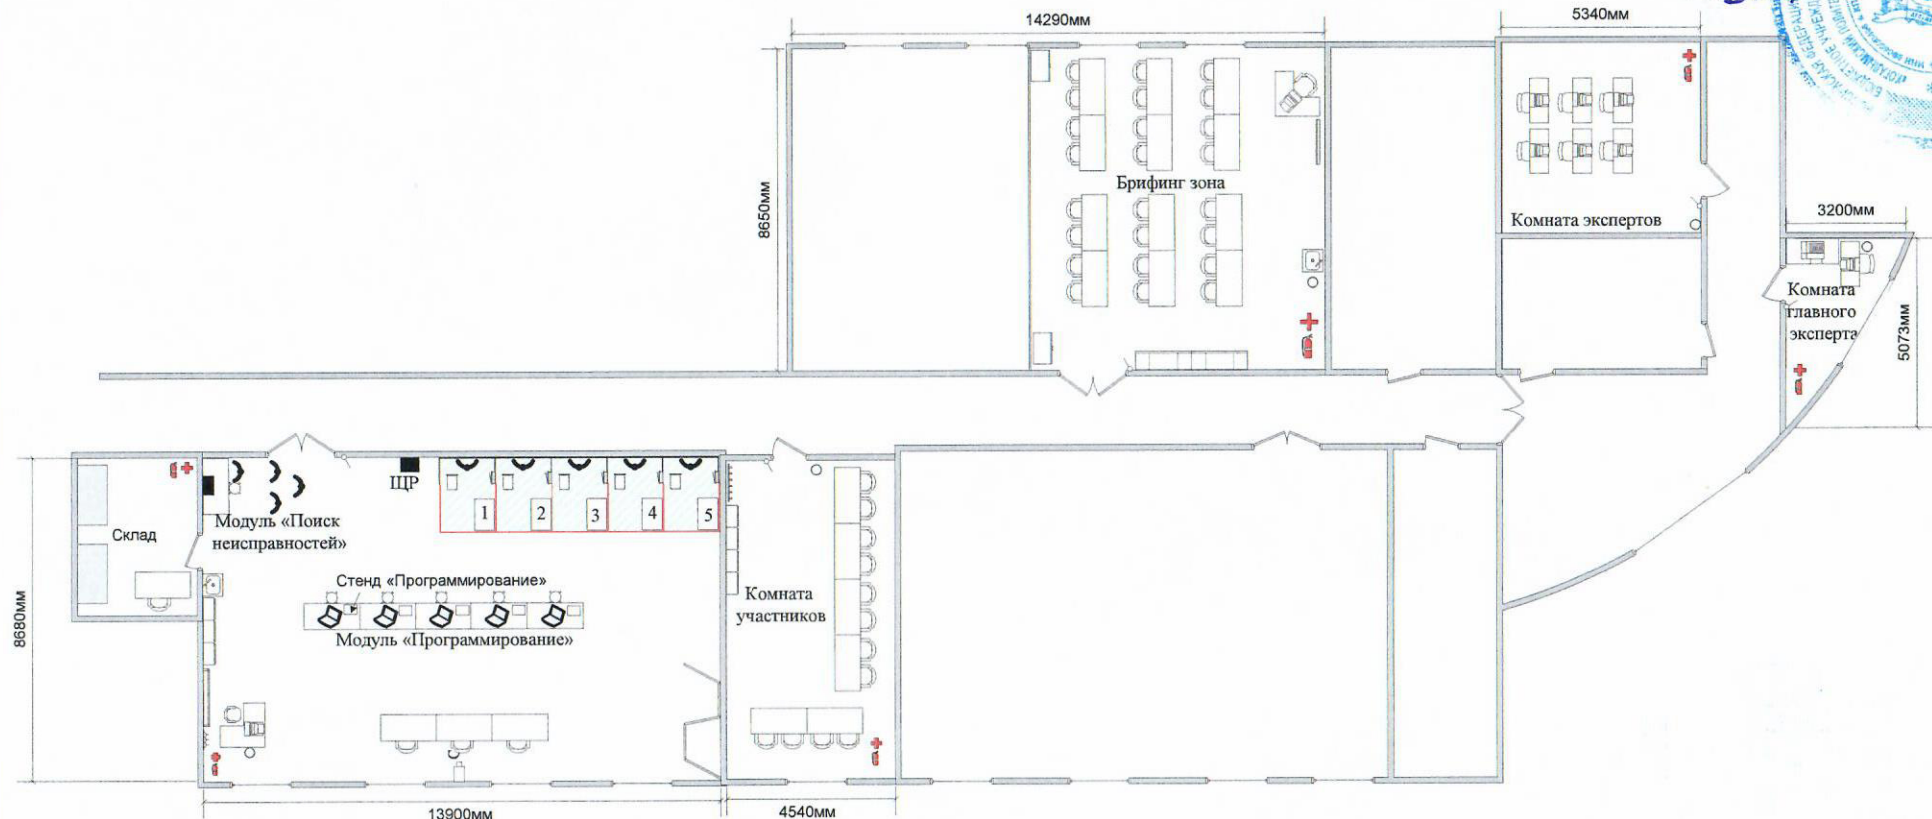 14290мм
5340мм
8650мм
Брифинг зона
Комната экспертов
3200мм
Комната
главного
эксперта
5073мм
ЩР
1
2
3
4
5
Модуль «Поиск
неисправностей»
Склад
Стенд «Программирование»
Модуль «Программирование»
Комната
участников
8680мм
13900мм
4540мм